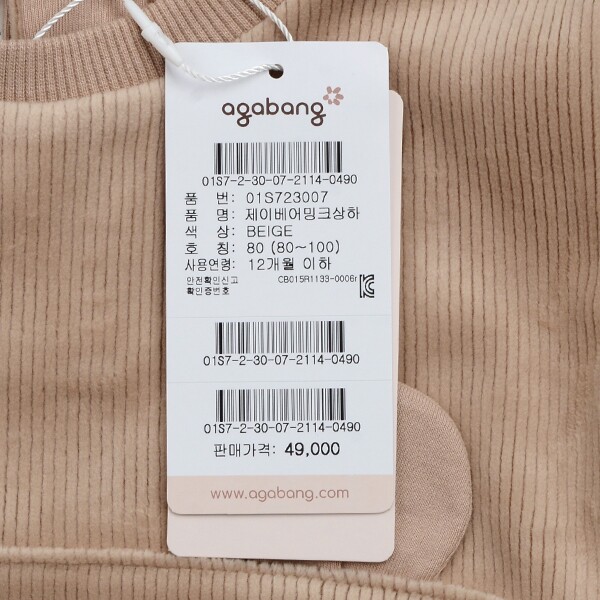 agabang
01S7-2-30-07-2114-0490
품 번: 01S723007
품 명: 제이베어밍크상하
색 상: BEIGE
호 칭: 80 (80~100)
사용연령: 12개월 이하
안전확인신고 CB015R1133-0006
확인증번호
01S7-2-30-07-2114-0490
01S7-2-30-07-2114-0490
판매가격: 49,000
www.agabang.com